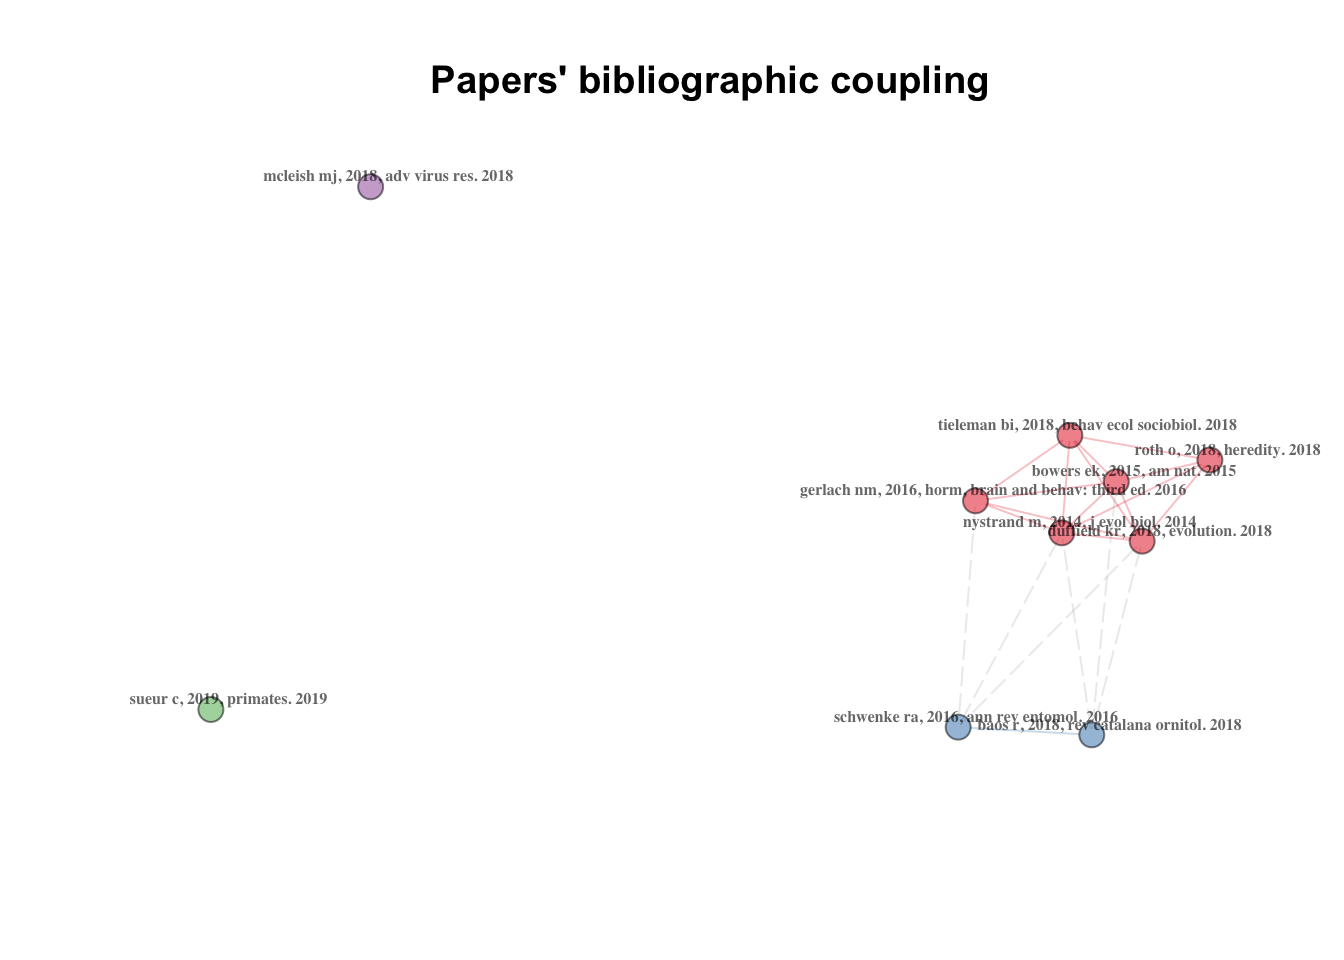 Papers' bibliographic coupling
mcleish mj, 2018, adv virus res. 2018
tieleman bi, 2018, behav ecol sociobiol. 2018
roth o, 2018, heredity. 2018
bowers ek, 2015, am nat. 2015
gerlach nm, 2016, horm, brain and behav: third ed. 2016
nystrand m, 2014, j evol biol. 2014
duffield kr, 2018, evolution. 2018
sueur c, 2019, primates. 2019
schwenke ra, 2016, ann rev entomol. 2016
baos r, 2018, rev catalana ornitol. 2018